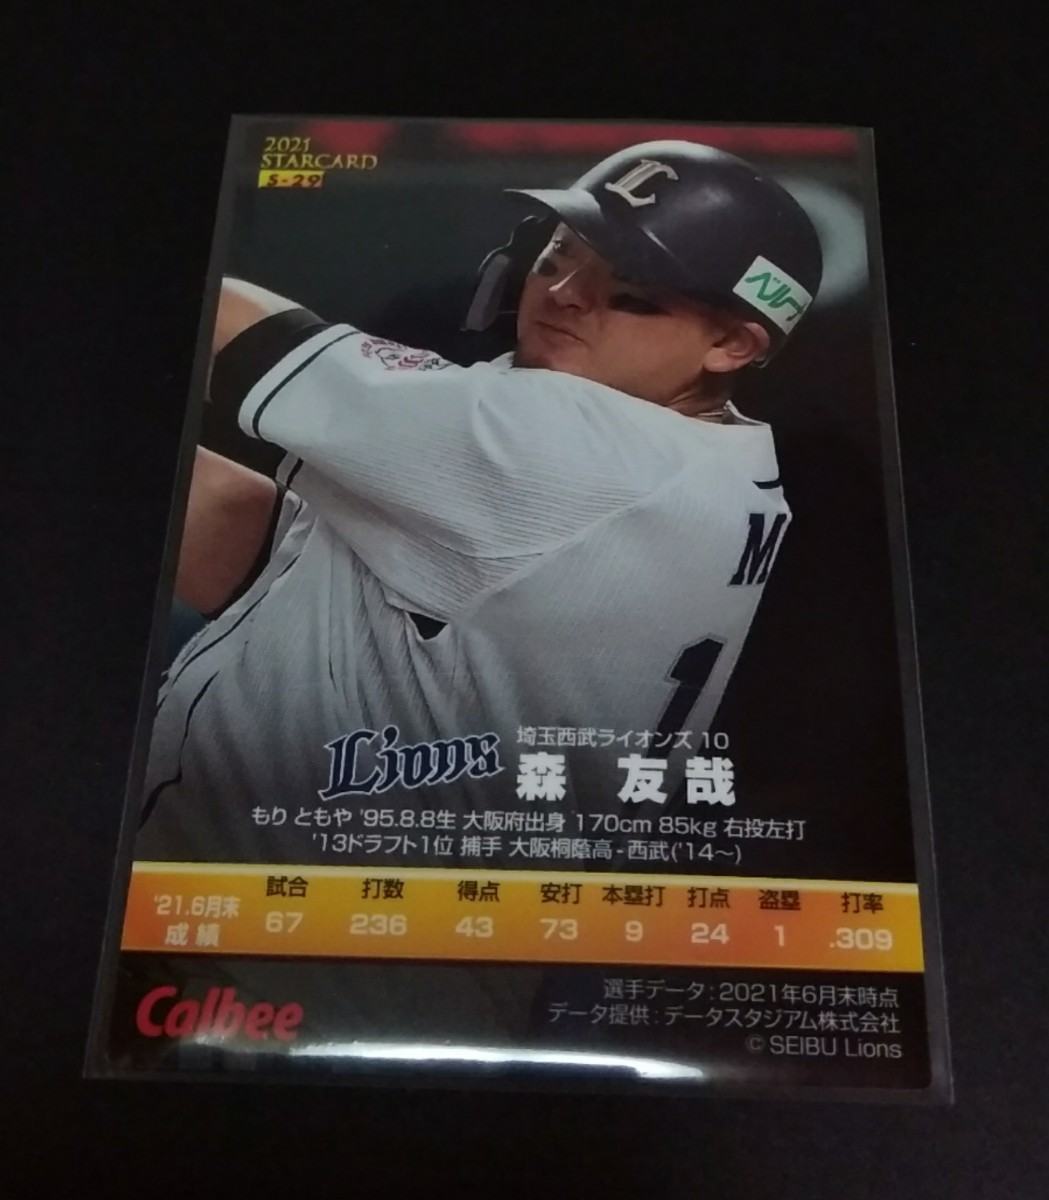 2021
STARCARD
S-29
L
ベルーナ
M
1
Lions
埼玉西武ライオンズ 10
森 友哉
もり ともや '95.8.8生 大阪府出身 170cm 85kg 右投左打
'13ドラフト1位 捕手 大阪桐蔭高-西武('14〜)
試合 打数 得点 安打 本塁打 打点 盗塁 打率
'21.6月末
成績 67 236 43 73 9 24 1 .309
Calbee
選手データ:2021年6月末時点
データ提供:データスタジアム株式会社
© SEIBU Lions